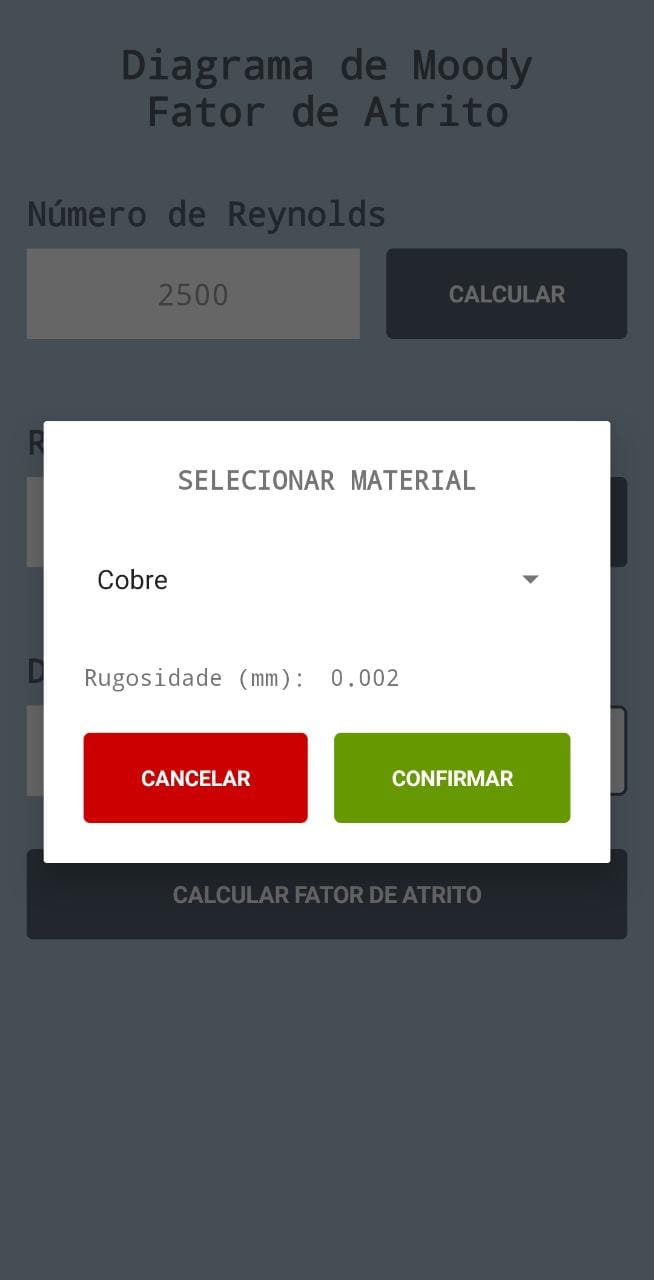 Diagrama de Moody
Fator de Atrito
Número de Reynolds
2500
CALCULAR
R
SELECIONAR MATERIAL
Cobre
Rugosidade (mm): 0.002
D
CANCELAR
CONFIRMAR
CALCULAR FATOR DE ATRITO